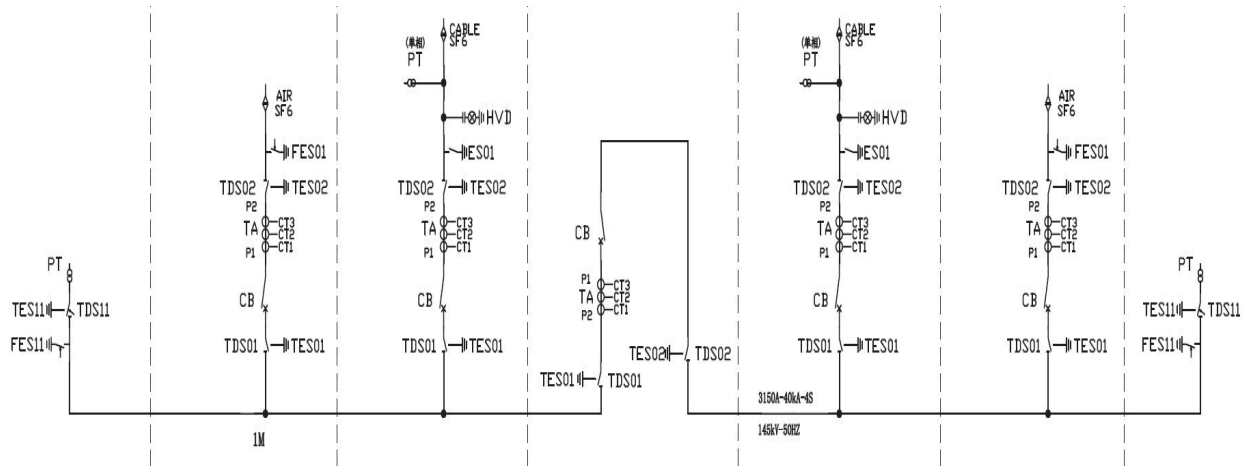 PT
TES11 TDS11
FES11
AIR
SF6
FES01
TDS02 TES02
P2
TA CT3
CT2
P1 CT1
CB
TDS01 TES01
1M
CABLE
SF6
(单相)
PT
HVD
ES01
TDS02 TES02
P2
TA CT3
CT2
P1 CT1
CB
TDS01 TES01
CB
P1 CT3
TA CT2
P2 CT1
TES01 TDS01
TES02 TDS02
CABLE
SF6
(单相)
PT
HVD
ES01
TDS02 TES02
P2
TA CT3
CT2
P1 CT1
CB
TDS01 TES01
3150A-40kA-4S
145kV-50HZ
AIR
SF6
FES01
TDS02 TES02
P2
TA CT3
CT2
P1 CT1
CB
TDS01 TES01
PT
TES11 TDS11
FES11